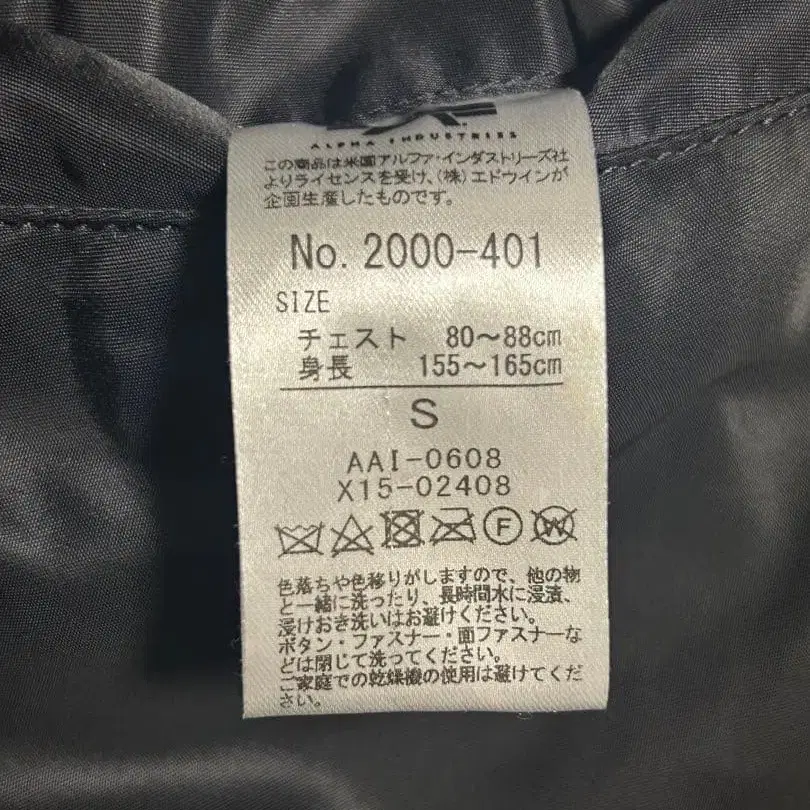 ALPHA INDUSTRIES
この商品は米国アルファ・インダストリーズ社
よりライセンスを受け、(株)エドウインが
企画生産したものです。
No. 2000-401
SIZE
チェスト 80～88cm
身長 155～165cm
S
AAI-0608
X15-02408
F W
色落ちや色移りがしますので、他の物
と一緒に洗ったり、長時間水に浸漬、
浸けおき洗いはお避けください。
ボタン・ファスナー・面ファスナーな
どは閉じて洗ってください。
ご家庭での乾燥機の使用は避けてくだ
さい。